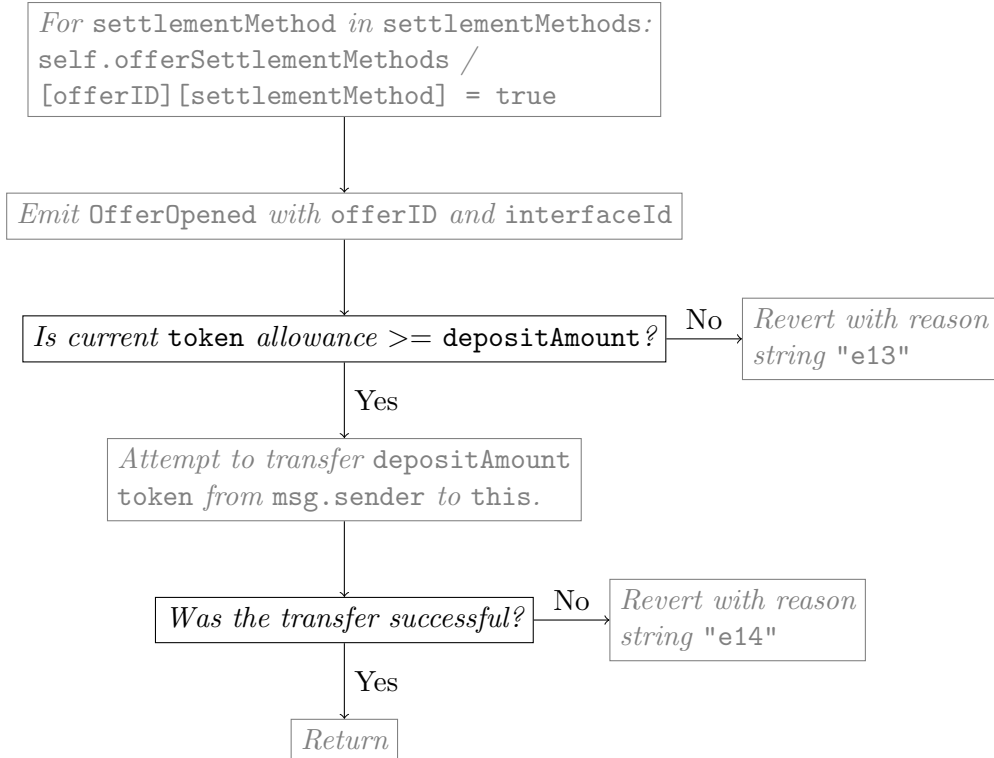 For settlementMethod in settlementMethods:
self.offerSettlementMethods /
[offerID][settlementMethod] = true
Emit OfferOpened with offerID and interfaceId
Is current token allowance >= depositAmount?
No
Revert with reason
string "e13"
Yes
Attempt to transfer depositAmount
token from msg.sender to this.
Was the transfer successful?
No
Revert with reason
string "e14"
Yes
Return